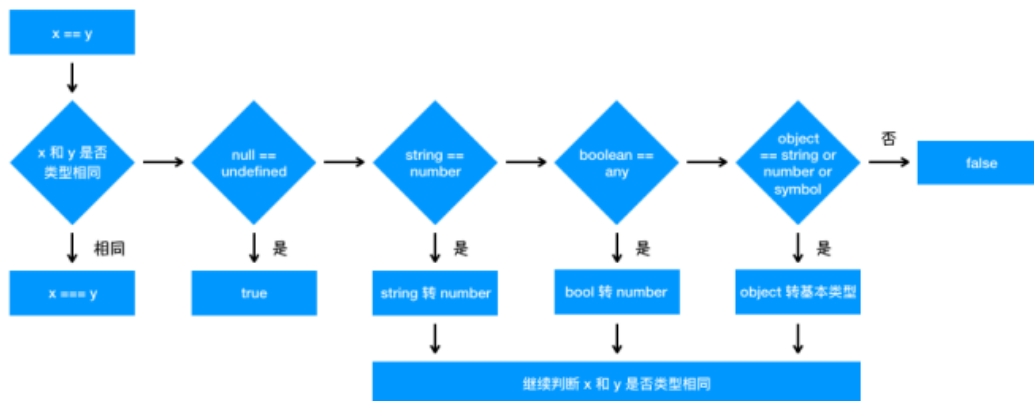 x == y
x 和 y 是否
类型相同
null ==
undefined
string ==
number
boolean ==
any
object
== string or
number or
symbol
否
false
相同
是
是
是
是
x === y
true
string 转 number
bool 转 number
object 转基本类型
继续判断 x 和 y 是否类型相同